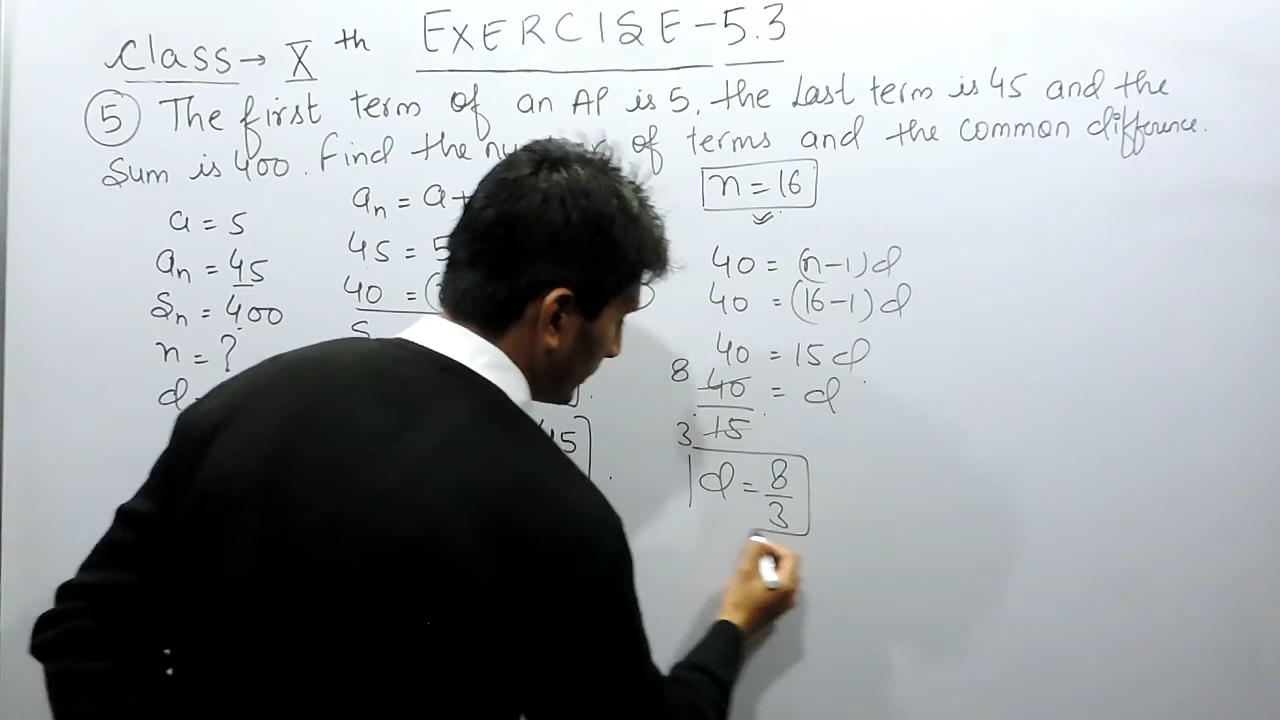 Class → X th EXERCISE-5.3
5 The first term of an AP is 5, the last term is 45 and the
Sum is 400. Find the of terms and the common difference.
a = 5
an = 45
Sn = 400
n = ?
d
an = a+
45 = 5
40 = (
S
45]
n = 16
40 = (n-1)d
40 = (16-1)d
40 = 15d
8 40 = d
3 15
d = 8/3